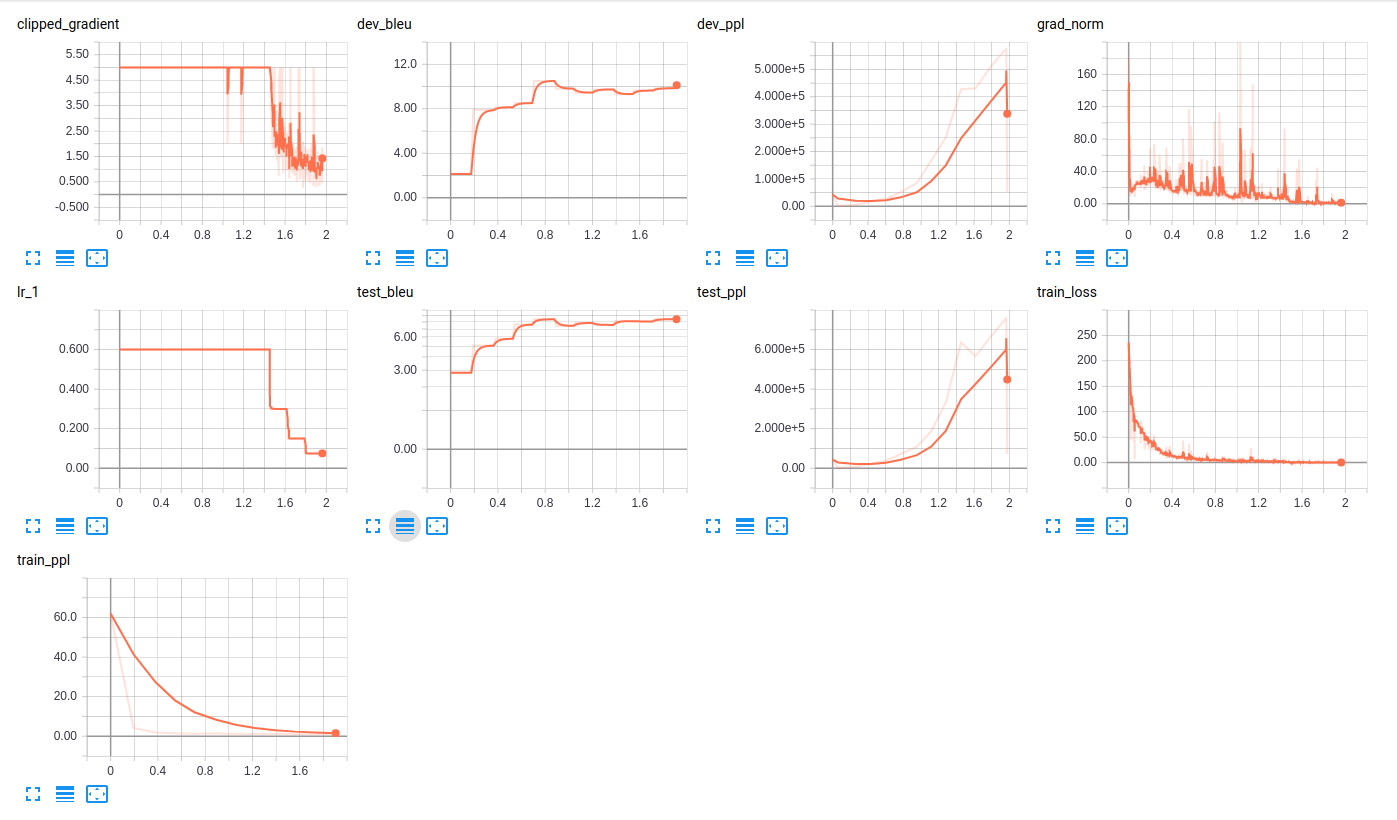 clipped_gradient
5.50
4.50
3.50
2.50
1.50
0.500
-0.500
0 0.4 0.8 1.2 1.6 2
dev_bleu
12.0
8.00
4.00
0.00
0 0.4 0.8 1.2 1.6
dev_ppl
5.000e+5
4.000e+5
3.000e+5
2.000e+5
1.000e+5
0.00
0 0.4 0.8 1.2 1.6 2
grad_norm
160
120
80.0
40.0
0.00
0 0.4 0.8 1.2 1.6 2
lr_1
0.600
0.400
0.200
0.00
0 0.4 0.8 1.2 1.6 2
test_bleu
6.00
3.00
0.00
0 0.4 0.8 1.2 1.6
test_ppl
6.000e+5
4.000e+5
2.000e+5
0.00
0 0.4 0.8 1.2 1.6 2
train_loss
250
200
150
100
50.0
0.00
0 0.4 0.8 1.2 1.6 2
train_ppl
60.0
40.0
20.0
0.00
0 0.4 0.8 1.2 1.6